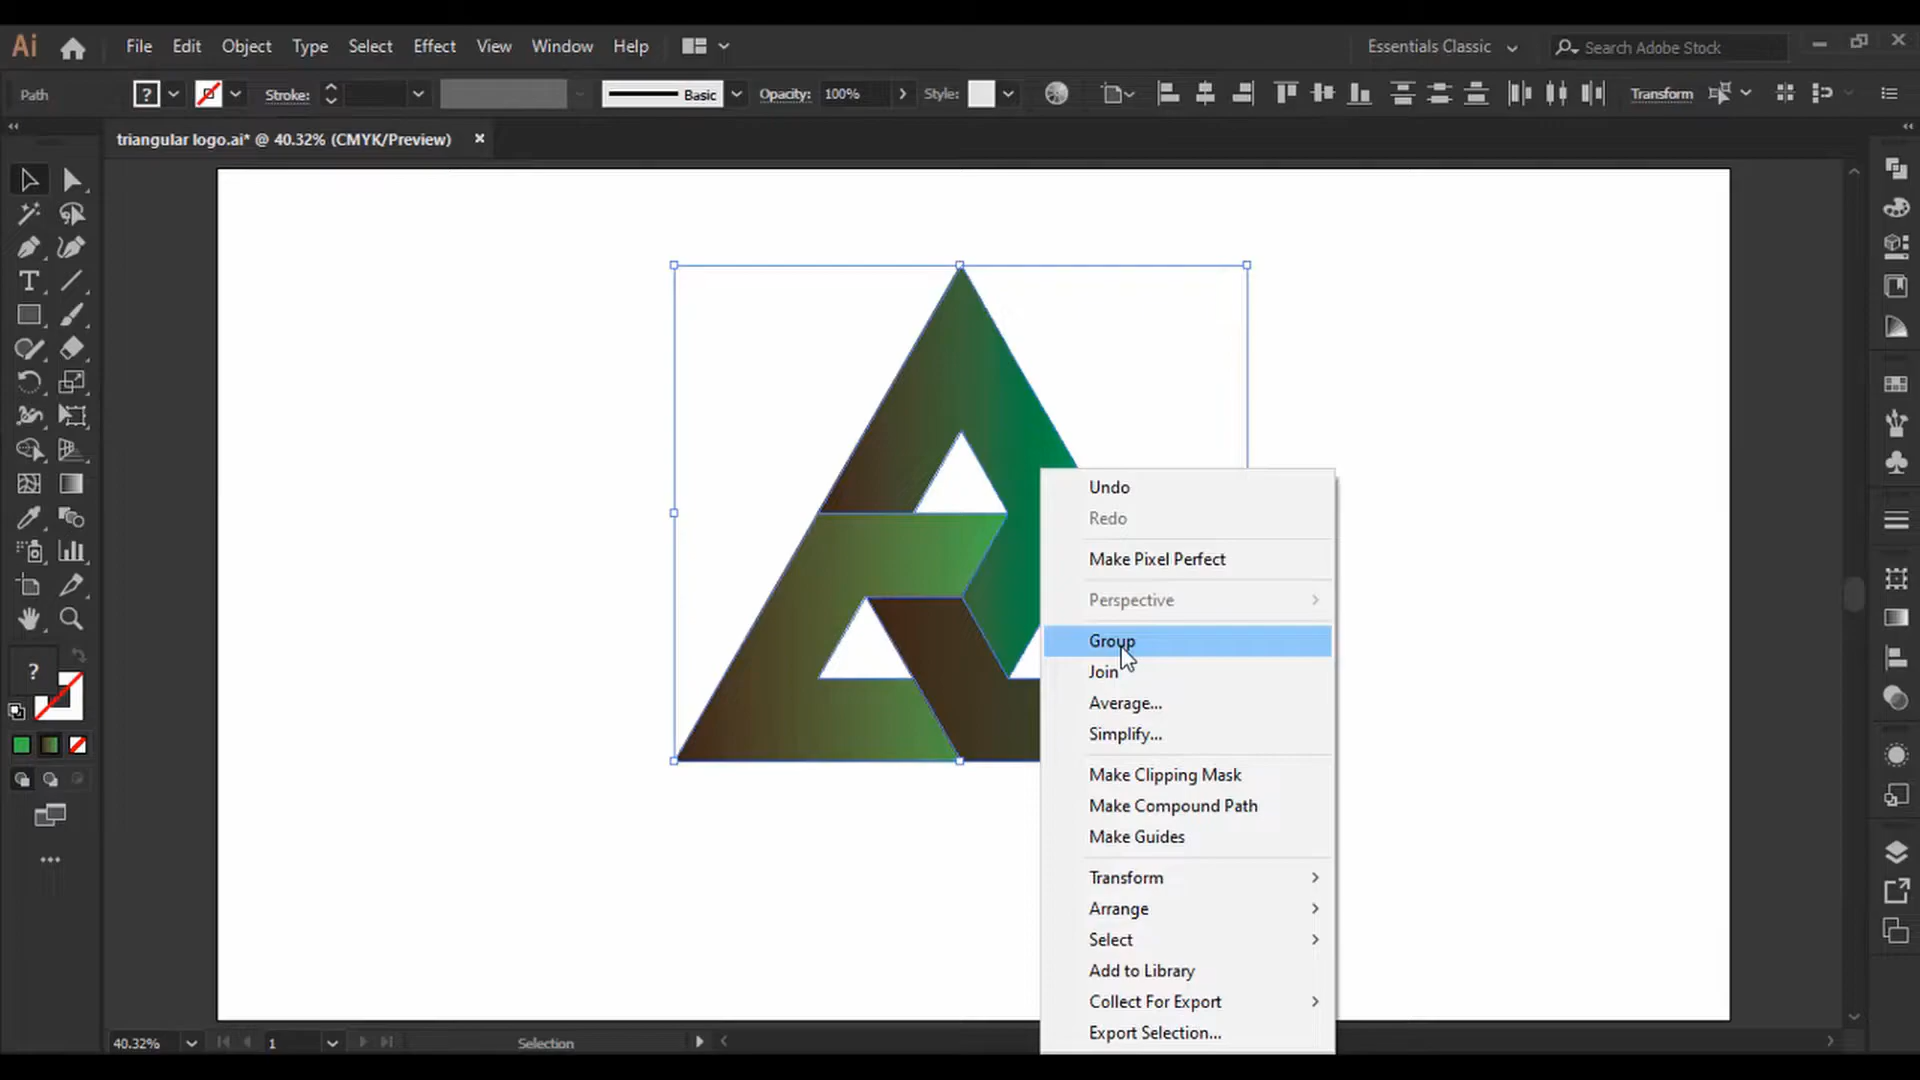 Ai File Edit Object Type Select Effect View Window Help Essentials Classic Search Adobe Stock
Path ? Stroke: Basic Opacity: 100% Style: Transform
triangular logo.ai* @ 40.32% (CMYK/Preview)
T
?
Undo
Redo
Make Pixel Perfect
Perspective
Group
Join
Average...
Simplify...
Make Clipping Mask
Make Compound Path
Make Guides
Transform
Arrange
Select
Add to Library
Collect For Export
Export Selection...
40.32% 1 Selection